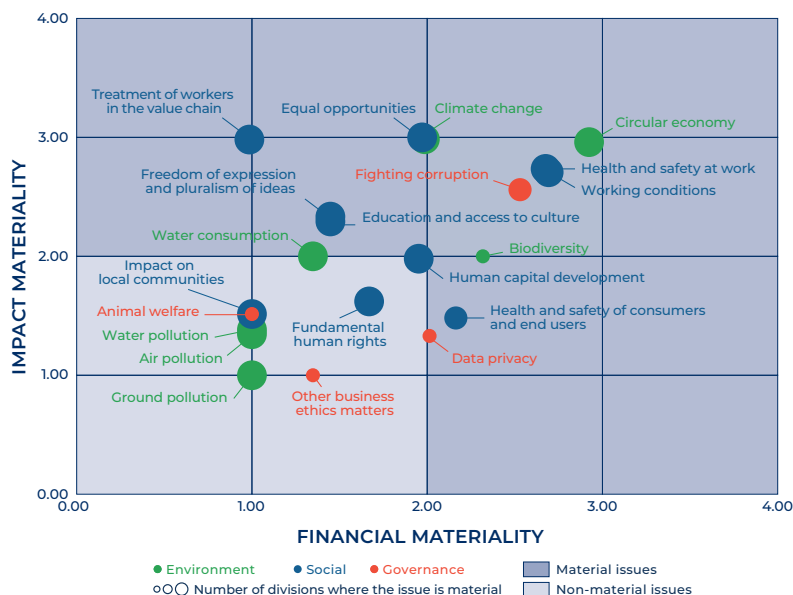 4.00
Treatment of workers
in the value chain
Equal opportunities
Climate change
Circular economy
3.00
Freedom of expression
and pluralism of ideas
Fighting corruption
Health and safety at work
Working conditions
Education and access to culture
Water consumption
Biodiversity
2.00
Impact on
local communities
Human capital development
Animal welfare
Health and safety of consumers
and end users
Water pollution
Fundamental
human rights
Air pollution
Data privacy
1.00
Ground pollution
Other business
ethics matters
0.00
IMPACT MATERIALITY
0.00
1.00
2.00
3.00
4.00
FINANCIAL MATERIALITY
Environment
Social
Governance
Material issues
Number of divisions where the issue is material
Non-material issues